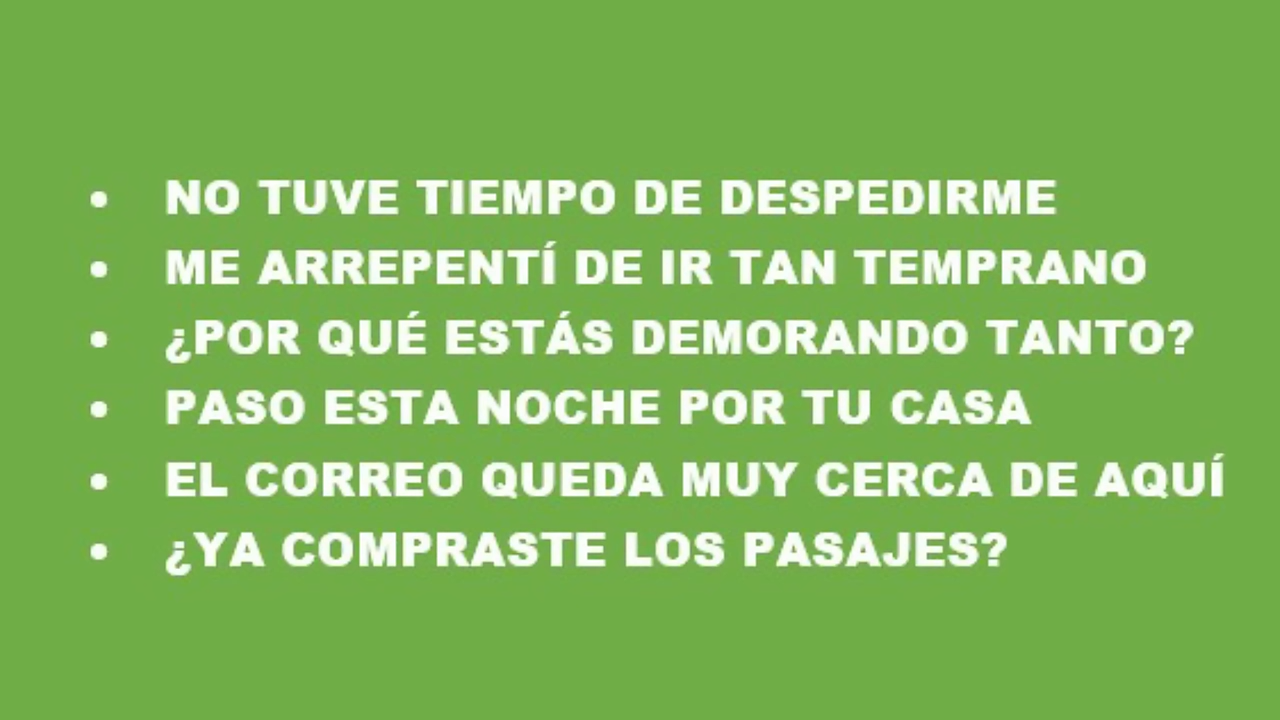 • NO TUVE TIEMPO DE DESPEDIRME
• ME ARREPENTÍ DE IR TAN TEMPRANO
• ¿POR QUÉ ESTÁS DEMORANDO TANTO?
• PASO ESTA NOCHE POR TU CASA
• EL CORREO QUEDA MUY CERCA DE AQUÍ
• ¿YA COMPRASTE LOS PASAJES?